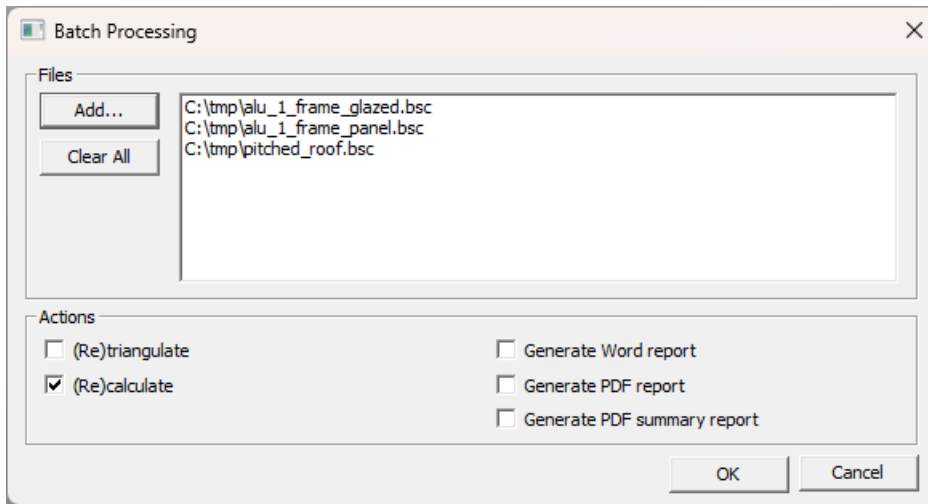 Batch Processing
Files
Add...
Clear All
C:\tmp\alu_1_frame_glazed.bsc
C:\tmp\alu_1_frame_panel.bsc
C:\tmp\pitched_roof.bsc
Actions
(Re)triangulate
(Re)calculate
Generate Word report
Generate PDF report
Generate PDF summary report
OK
Cancel